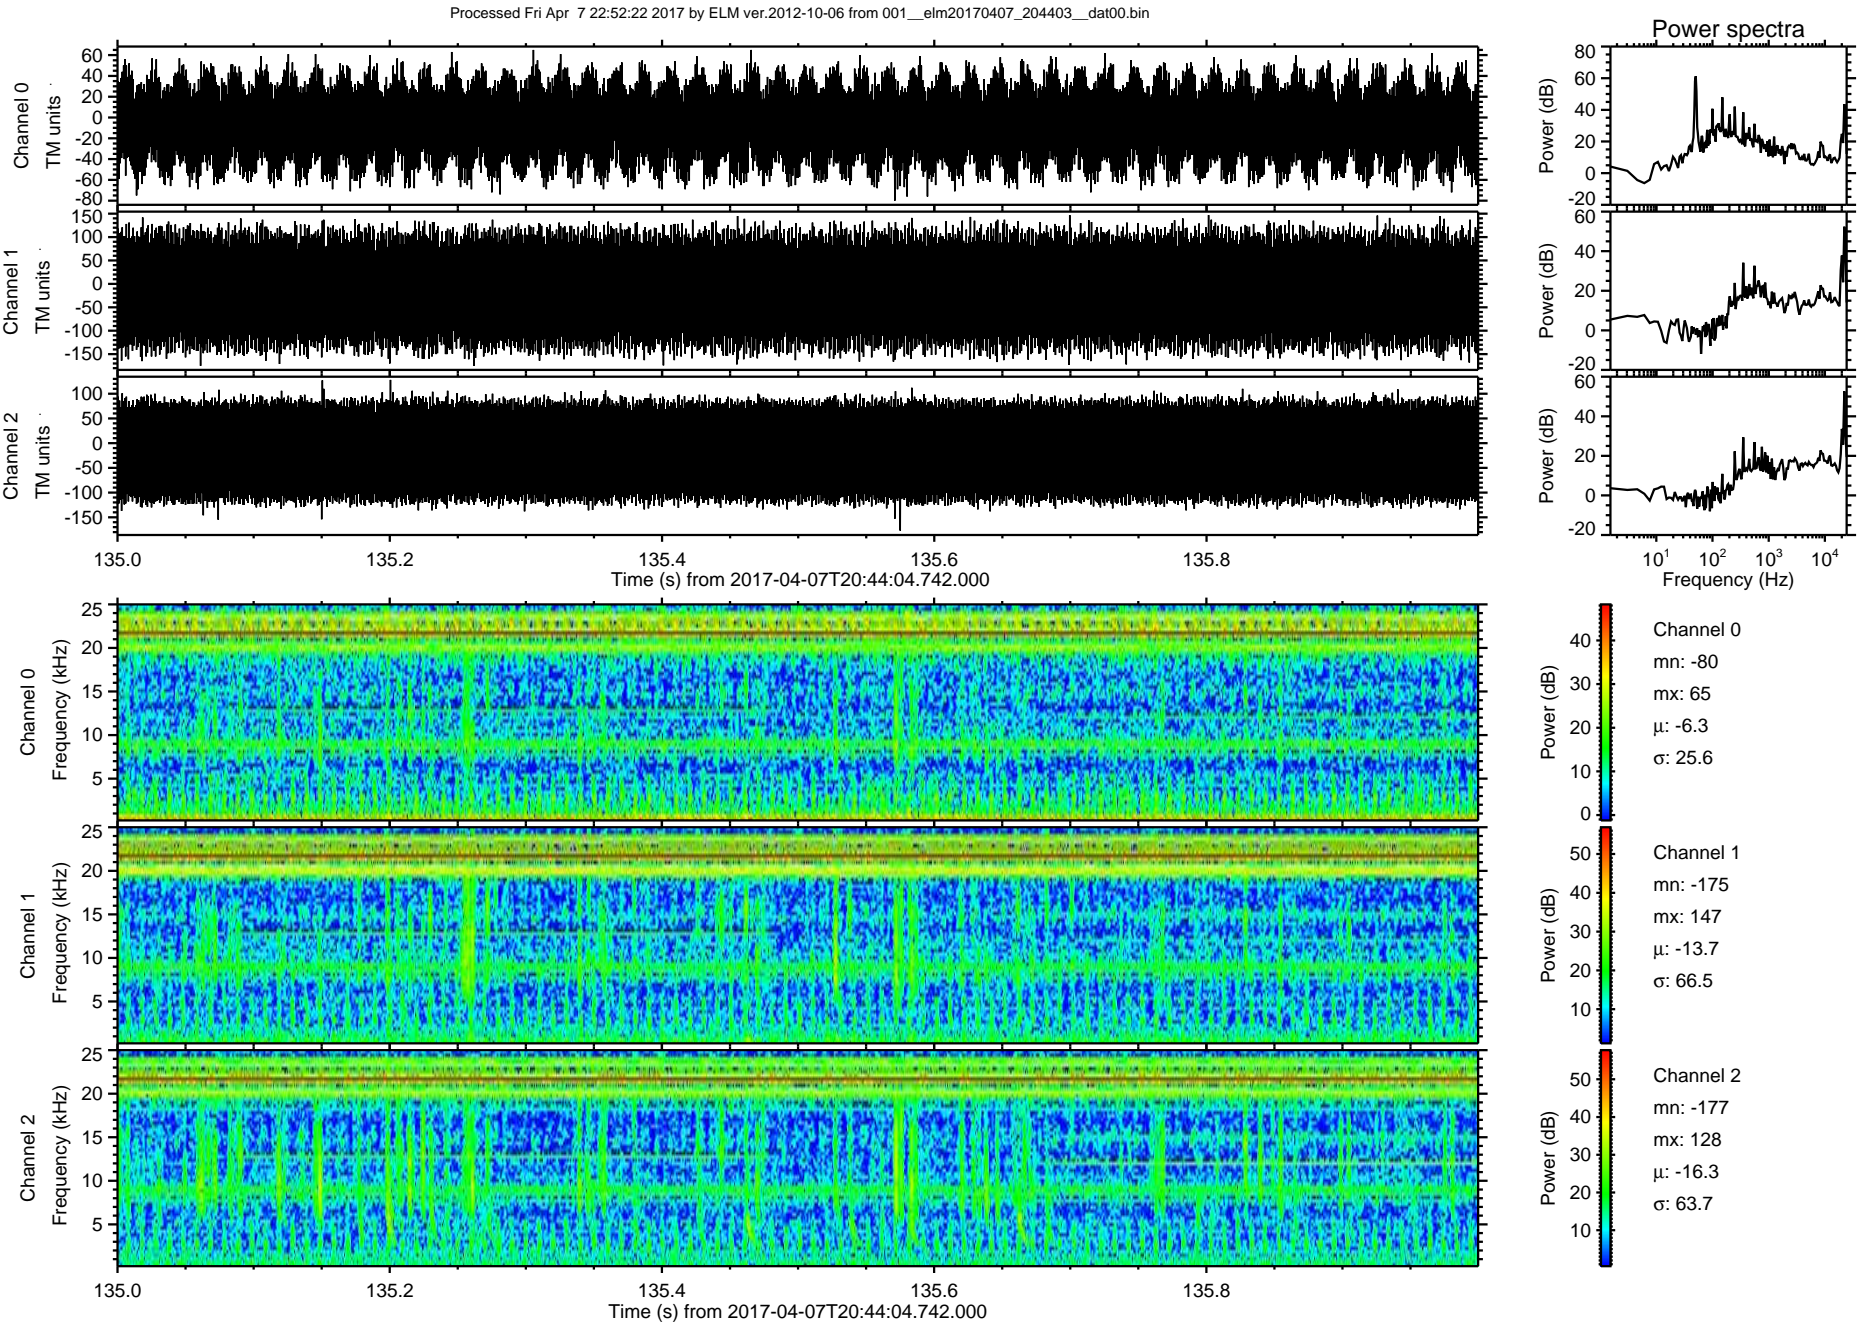 Processed Fri Apr  7 22:52:22 2017 by ELM ver.2012-10-06 from 001__elm20170407_204403__dat00.bin
Power spectra
Channel 0
TM units
60
40
20
0
-20
-40
-60
-80
Power (dB)
80
60
40
20
0
-20
Channel 1
TM units
150
100
50
0
-50
-100
-150
Power (dB)
60
40
20
0
-20
Channel 2
TM units
100
50
0
-50
-100
-150
Power (dB)
60
40
20
0
-20
135.0 135.2 135.4 135.6 135.8
Time (s) from 2017-04-07T20:44:04.742.000
10^1 10^2 10^3 10^4
Frequency (Hz)
Channel 0
Frequency (kHz)
25
20
15
10
5
Power (dB)
40
30
20
10
0
Channel 0
mn: -80
mx: 65
μ: -6.3
σ: 25.6
Channel 1
Frequency (kHz)
25
20
15
10
5
Power (dB)
50
40
30
20
10
Channel 1
mn: -175
mx: 147
μ: -13.7
σ: 66.5
Channel 2
Frequency (kHz)
25
20
15
10
5
Power (dB)
50
40
30
20
10
Channel 2
mn: -177
mx: 128
μ: -16.3
σ: 63.7
135.0 135.2 135.4 135.6 135.8
Time (s) from 2017-04-07T20:44:04.742.000